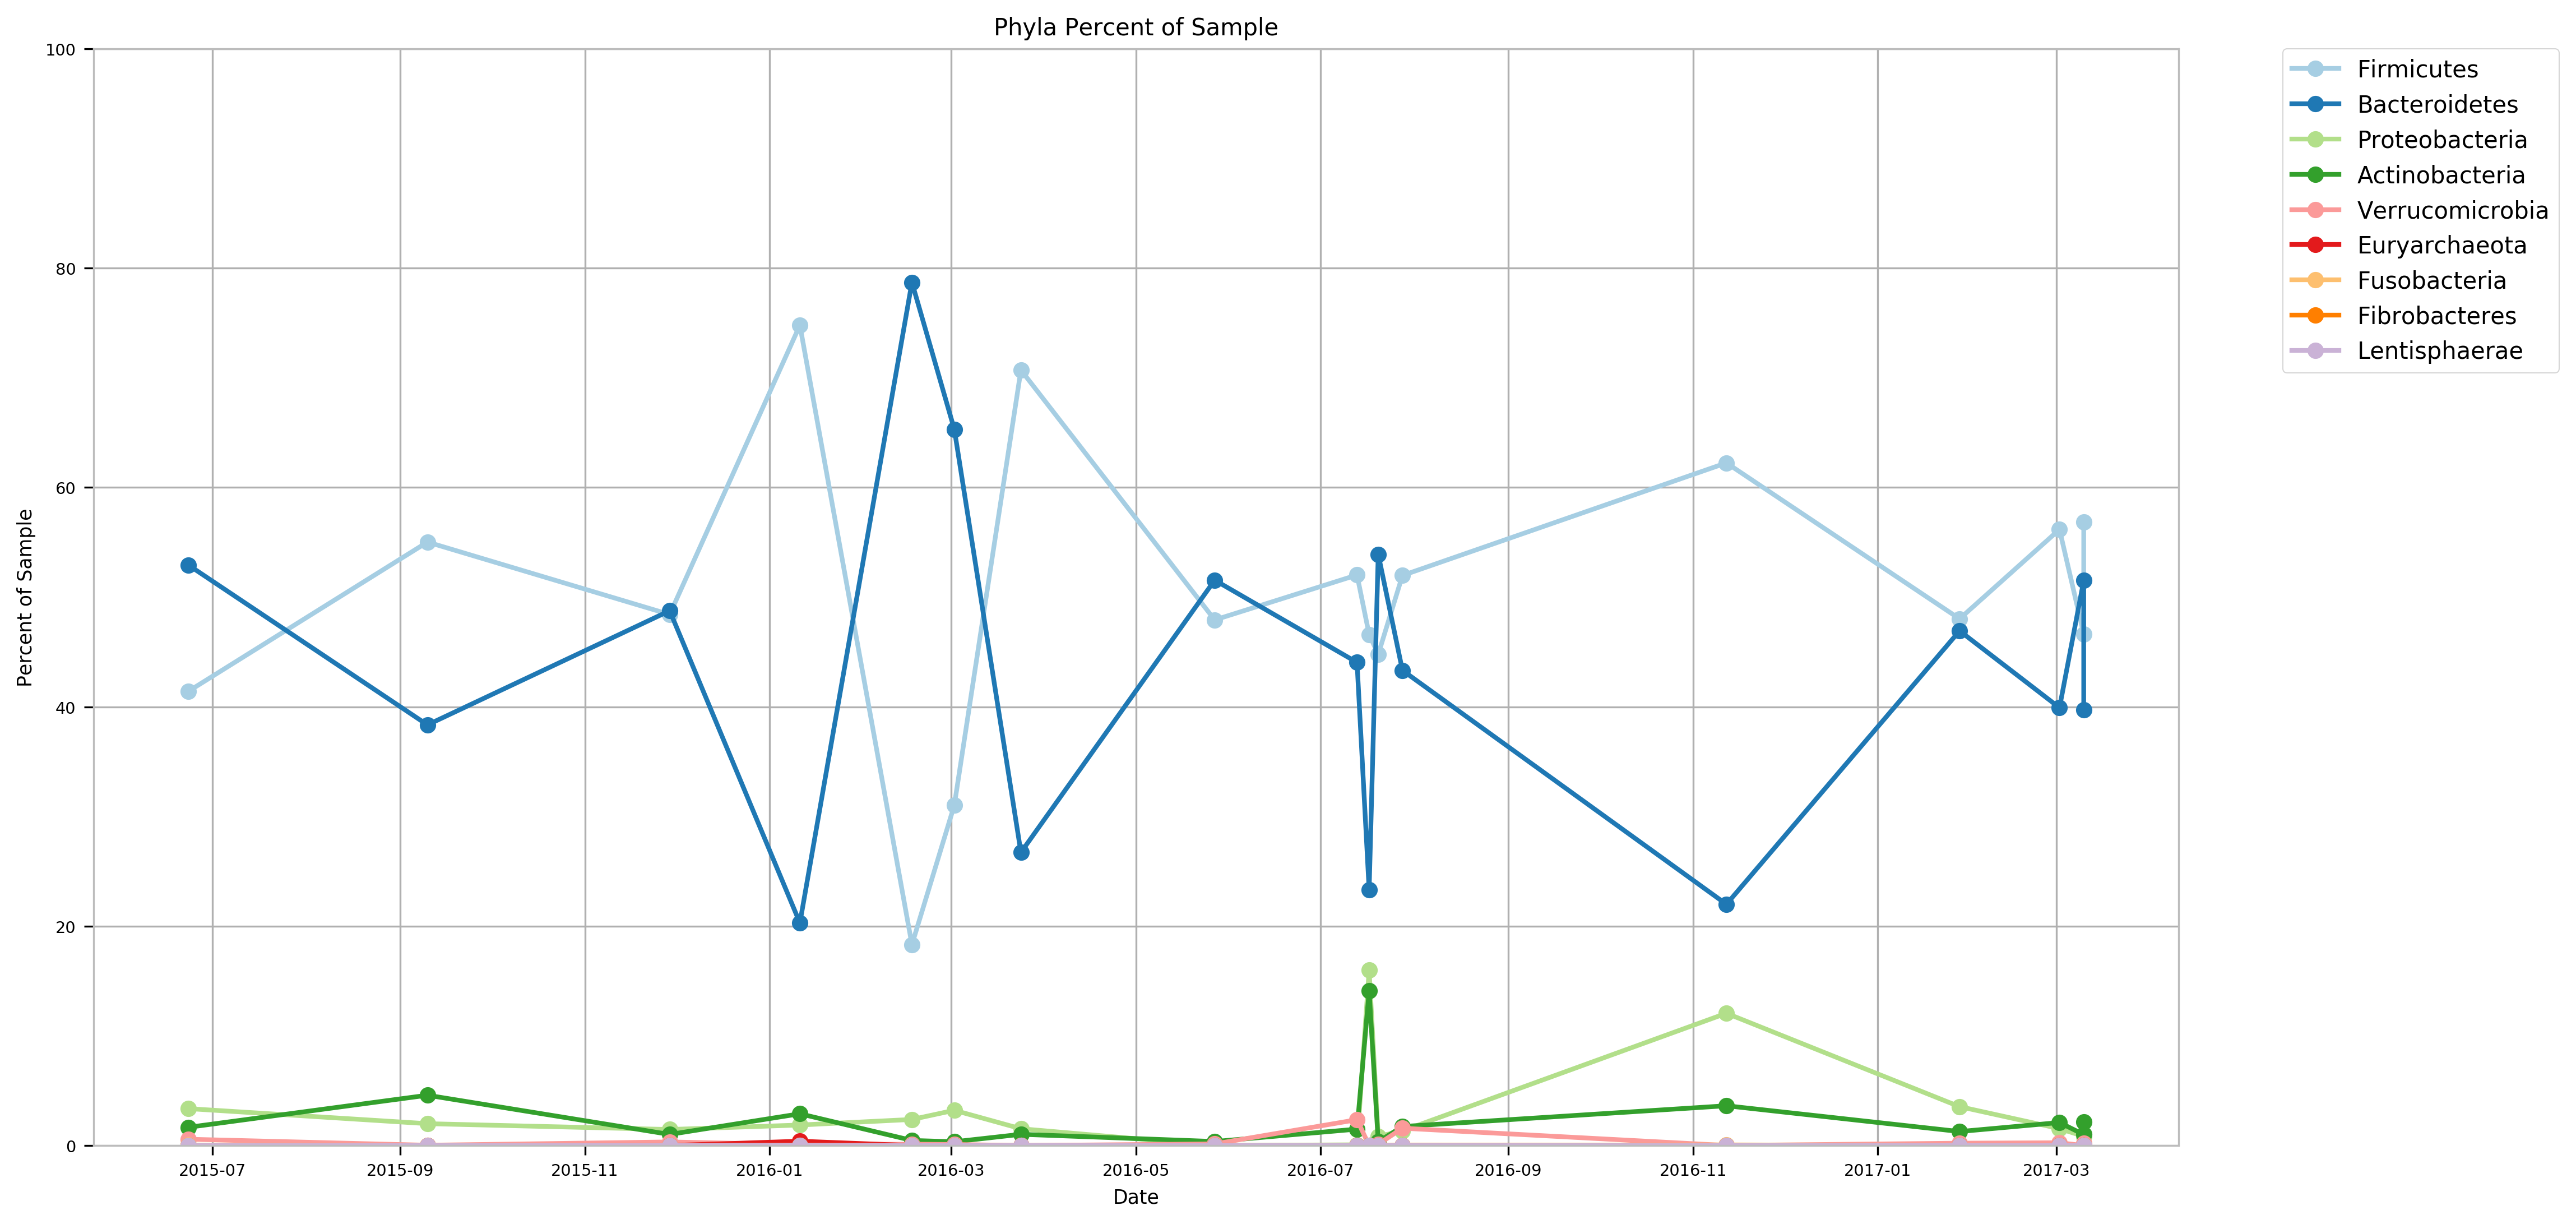 Phyla Percent of Sample
100
80
60
40
20
0
Percent of Sample
2015-07
2015-09
2015-11
2016-01
2016-03
2016-05
2016-07
2016-09
2016-11
2017-01
2017-03
Date
Firmicutes
Bacteroidetes
Proteobacteria
Actinobacteria
Verrucomicrobia
Euryarchaeota
Fusobacteria
Fibrobacteres
Lentisphaerae